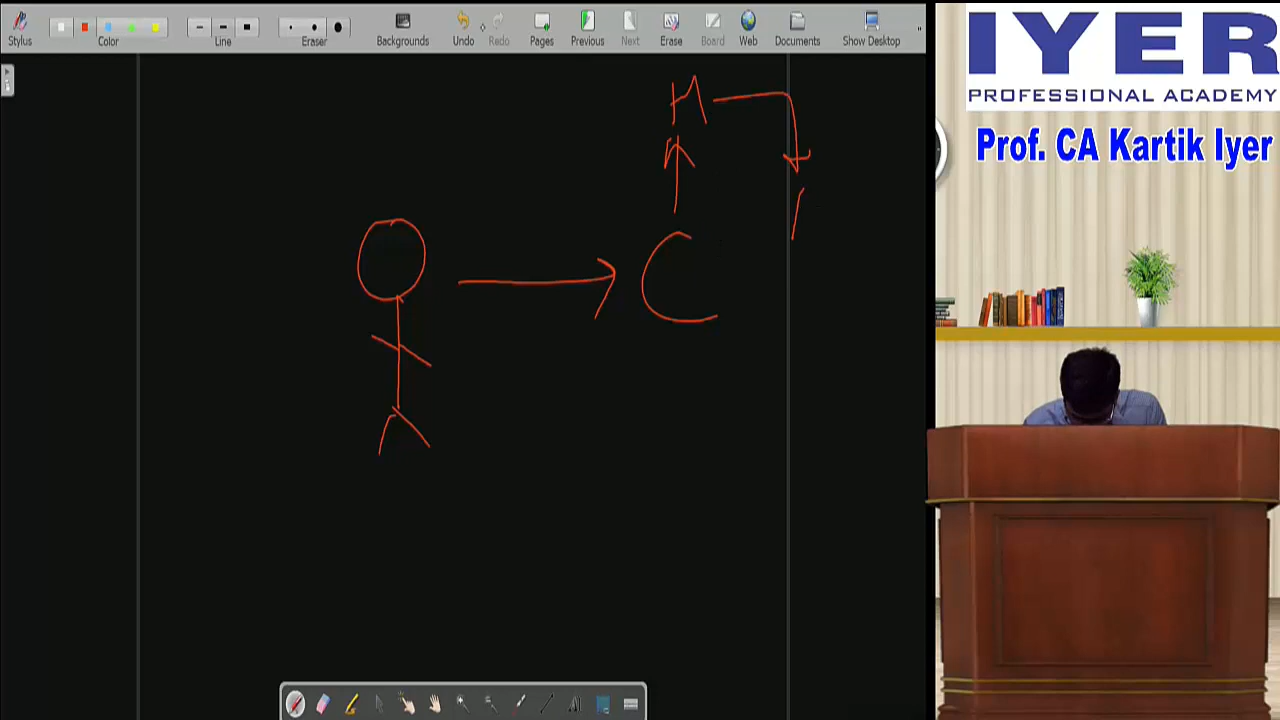 Stylus Color Line Eraser Backgrounds Undo Redo Pages Previous Next Erase Board Web Documents Show Desktop
IYER
PROFESSIONAL ACADEMY
Prof. CA Kartik Iyer
M
C